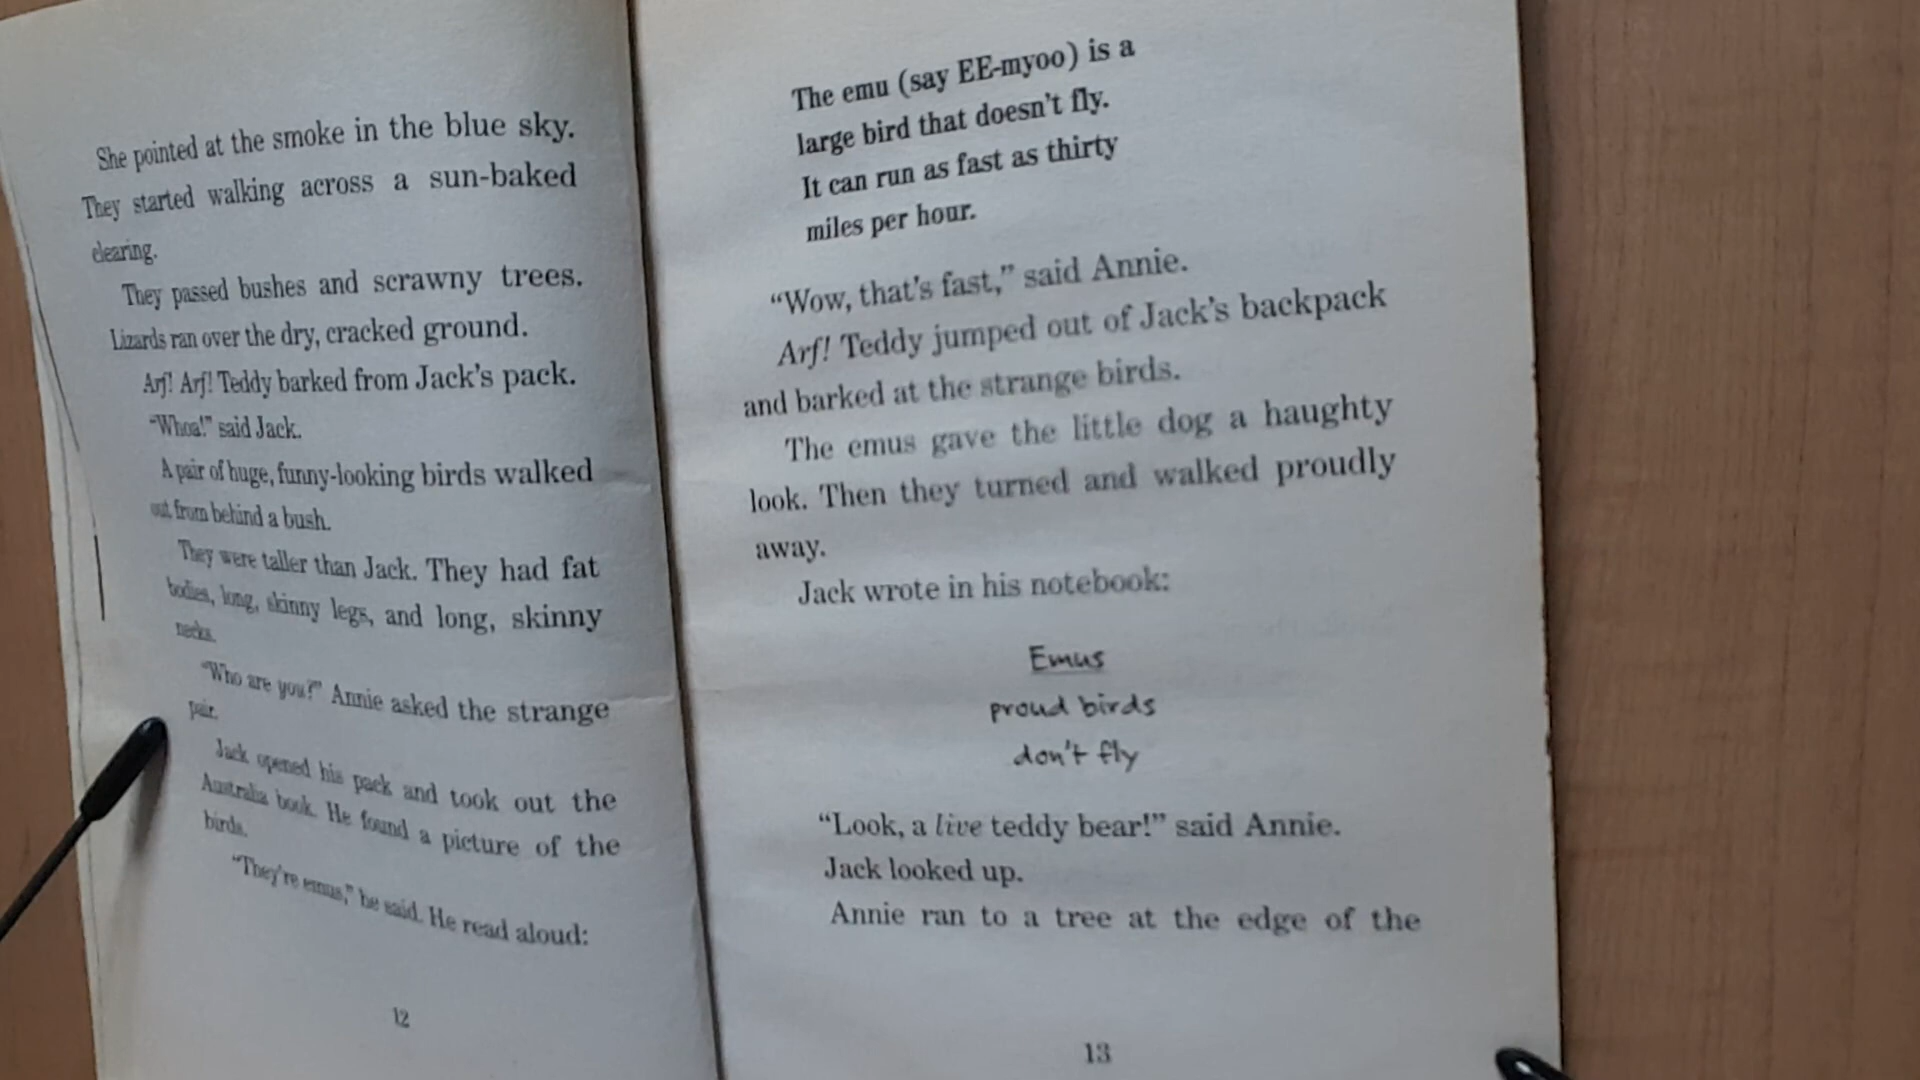 She pointed at the smoke in the blue sky.
They started walking across a sun-baked
clearing.
They passed bushes and scrawny trees.
Lizards ran over the dry, cracked ground.
Arf! Arf! Teddy barked from Jack's pack.
"Whoa!" said Jack.
A pair of huge, funny-looking birds walked
out from behind a bush.
They were taller than Jack. They had fat
bodies, long, skinny legs, and long, skinny
necks.
"Who are you?" Annie asked the strange
pair.
Jack opened his pack and took out the
Australia book. He found a picture of the
birds.
"They're emus," he said. He read aloud:
12
The emu (say EE-myoo) is a
large bird that doesn't fly.
It can run as fast as thirty
miles per hour.
"Wow, that's fast," said Annie.
Arf! Teddy jumped out of Jack's backpack
and barked at the strange birds.
The emus gave the little dog a haughty
look. Then they turned and walked proudly
away.
Jack wrote in his notebook:
Emus
proud birds
don't fly
"Look, a live teddy bear!" said Annie.
Jack looked up.
Annie ran to a tree at the edge of the
13